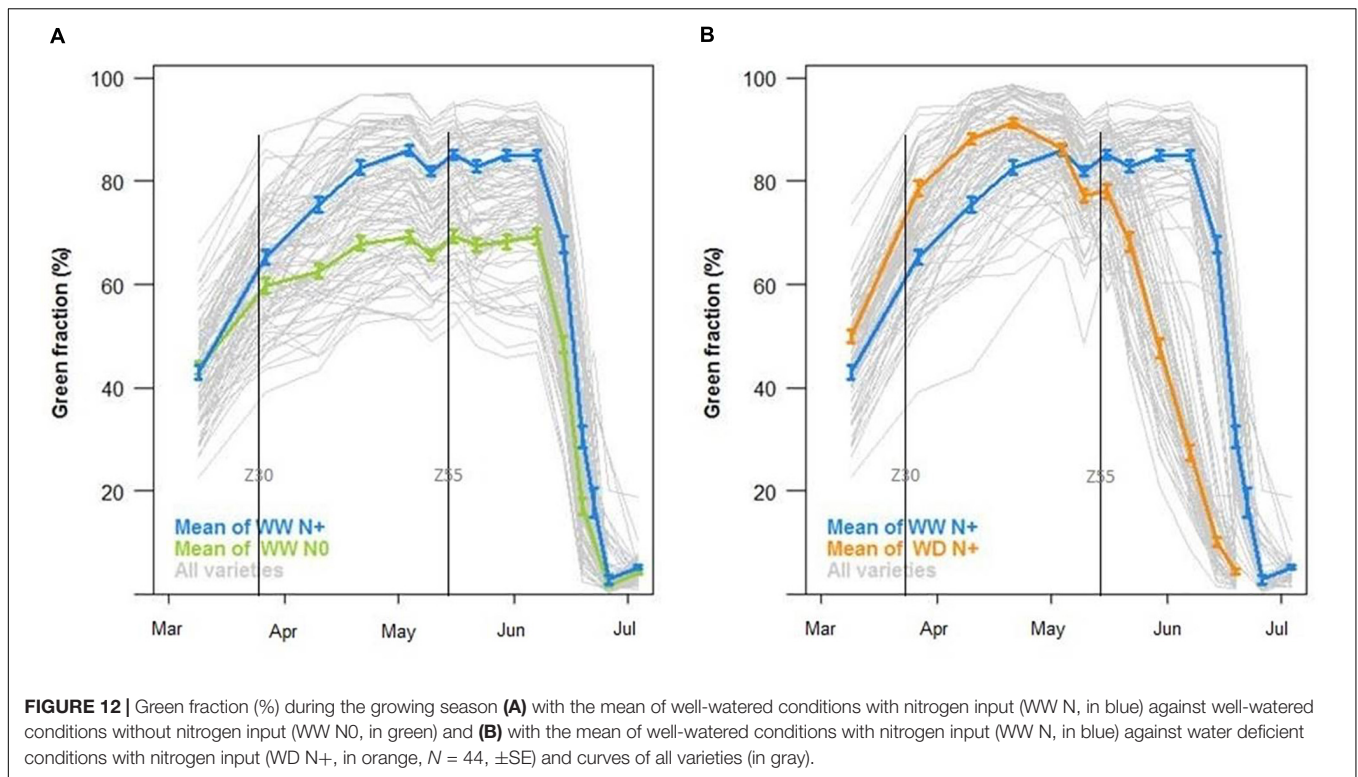 A
B
100
80
60
40
20
Green fraction (%)
Z30
Z55
Mean of WW N+
Mean of WW N0
All varieties
Mar
Apr
May
Jun
Jul
100
80
60
40
20
Green fraction (%)
Z30
Z55
Mean of WW N+
Mean of WD N+
All varieties
Mar
Apr
May
Jun
Jul
FIGURE 12 | Green fraction (%) during the growing season (A) with the mean of well-watered conditions with nitrogen input (WW N, in blue) against well-watered
conditions without nitrogen input (WW N0, in green) and (B) with the mean of well-watered conditions with nitrogen input (WW N, in blue) against water deficient
conditions with nitrogen input (WD N+, in orange, N = 44, ±SE) and curves of all varieties (in gray).